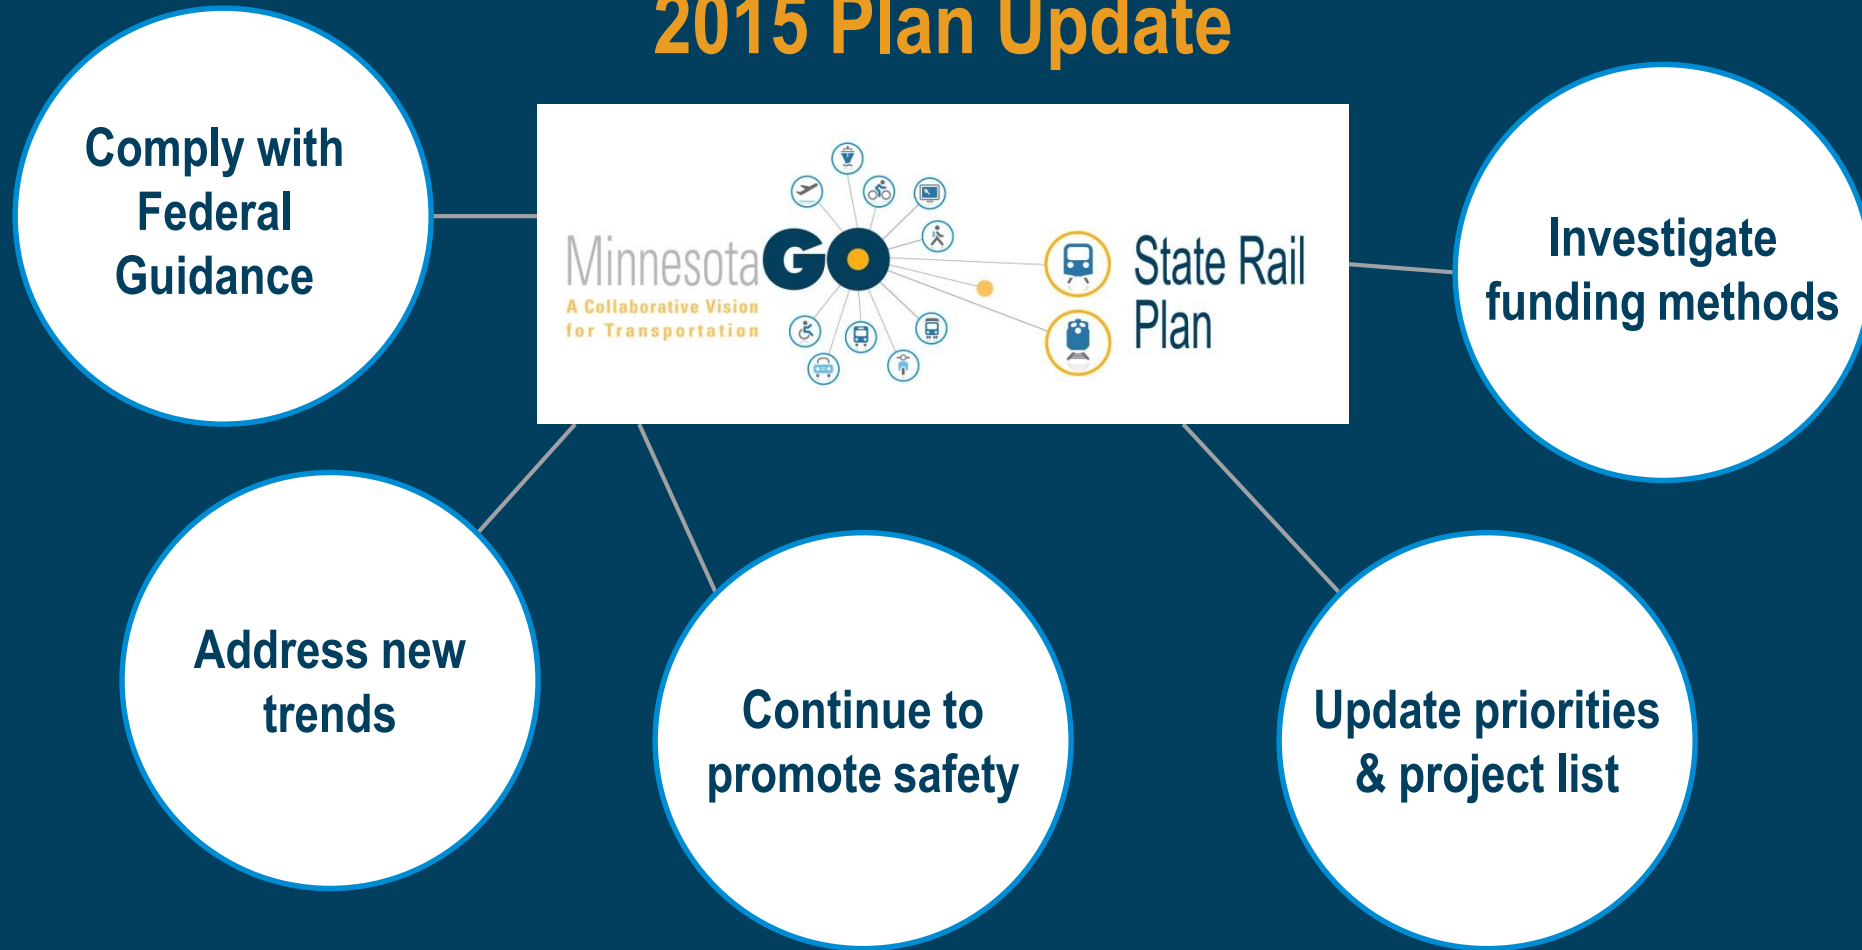 2015 Plan Update
Comply with
Federal
Guidance
Minnesota GO
A Collaborative Vision
for Transportation
State Rail
Plan
Investigate
funding methods
Address new
trends
Continue to
promote safety
Update priorities
& project list